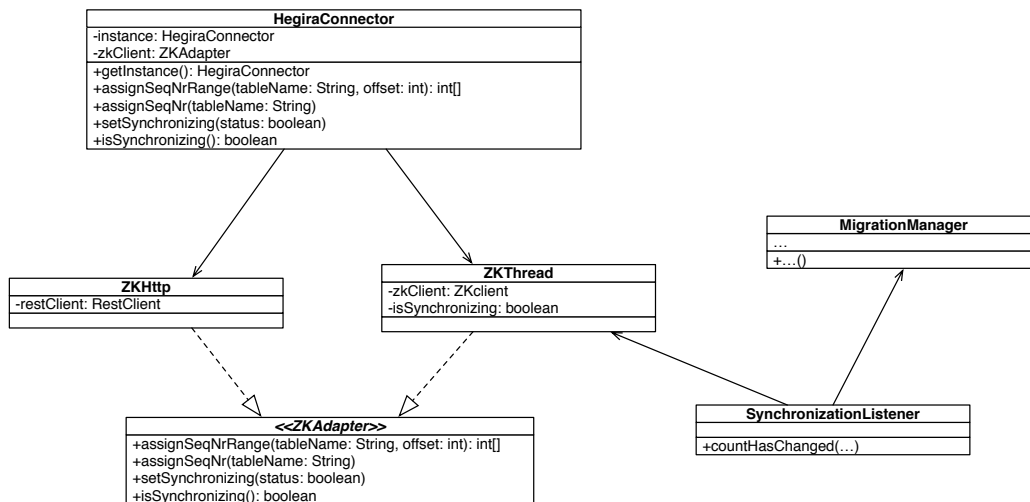 HegiraConnector
-instance: HegiraConnector
-zkClient: ZKAdapter
+getInstance(): HegiraConnector
+assignSeqNrRange(tableName: String, offset: int): int[]
+assignSeqNr(tableName: String)
+setSynchronizing(status: boolean)
+isSynchronizing(): boolean
MigrationManager
...
+...()
ZKHttp
-restClient: RestClient
ZKThread
-zkClient: ZKclient
-isSynchronizing: boolean
SynchronizationListener
+countHasChanged(...)
<<ZKAdapter>>
+assignSeqNrRange(tableName: String, offset: int): int[]
+assignSeqNr(tableName: String)
+setSynchronizing(status: boolean)
+isSynchronizing(): boolean